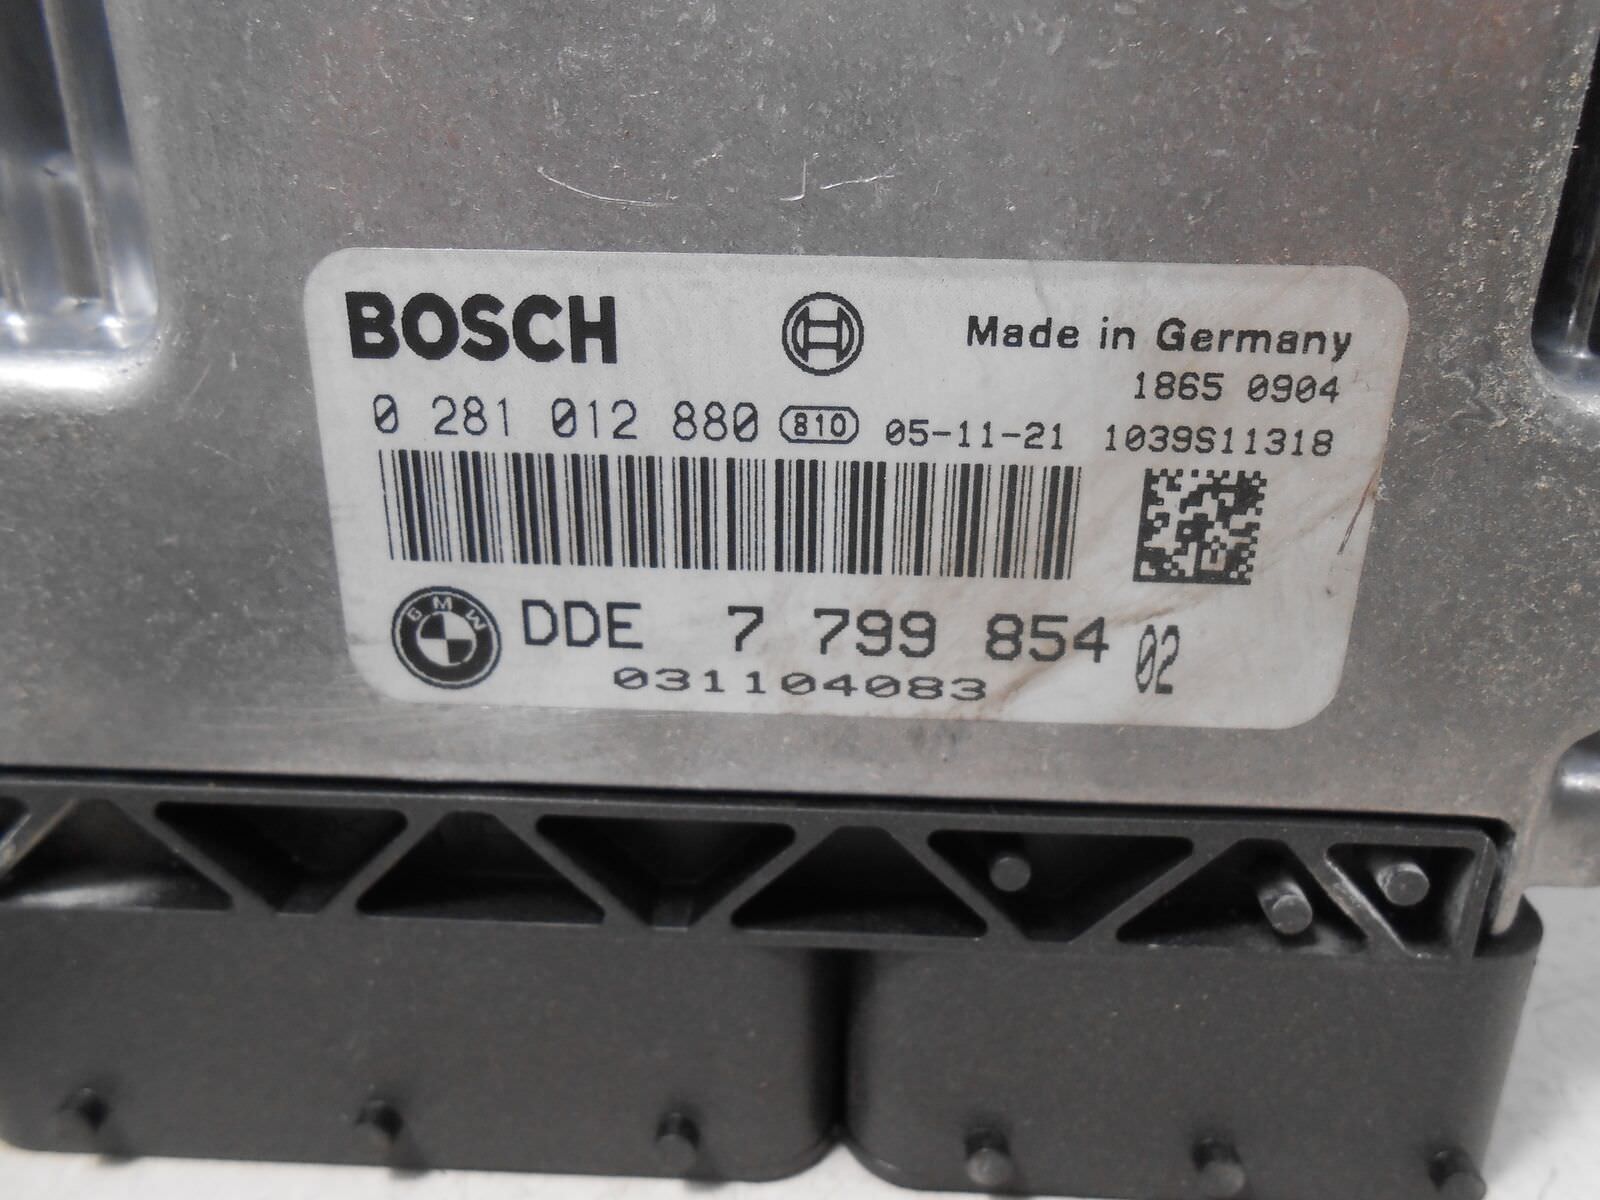 BOSCH Made in Germany
1865 0904
0 281 012 880 810 05-11-21 1039S11318
BMW DDE 7 799 854 02
031104083